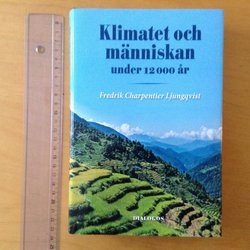 Klimatet och
människan
under 12 000 år
Fredrik Charpentier Ljungqvist
DIALOGOS